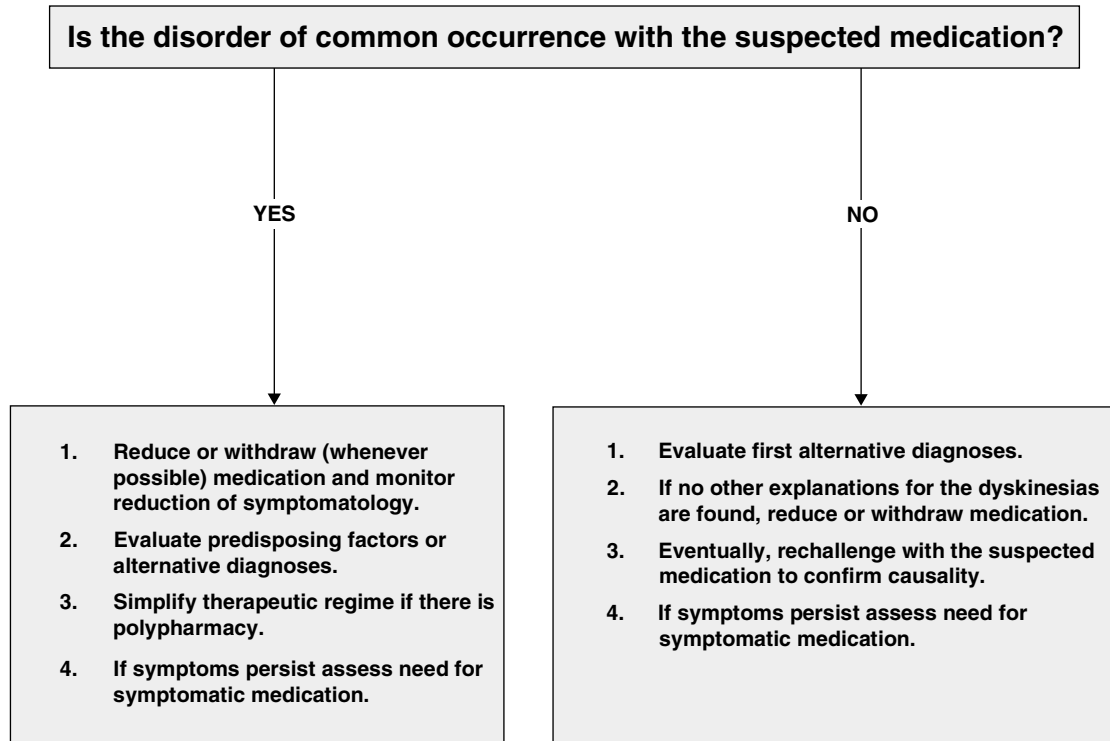 Is the disorder of common occurrence with the suspected medication?
YES
NO
1. Reduce or withdraw (whenever
possible) medication and monitor
reduction of symptomatology.
2. Evaluate predisposing factors or
alternative diagnoses.
3. Simplify therapeutic regime if there is
polypharmacy.
4. If symptoms persist assess need for
symptomatic medication.
1. Evaluate first alternative diagnoses.
2. If no other explanations for the dyskinesias
are found, reduce or withdraw medication.
3. Eventually, rechallenge with the suspected
medication to confirm causality.
4. If symptoms persist assess need for
symptomatic medication.